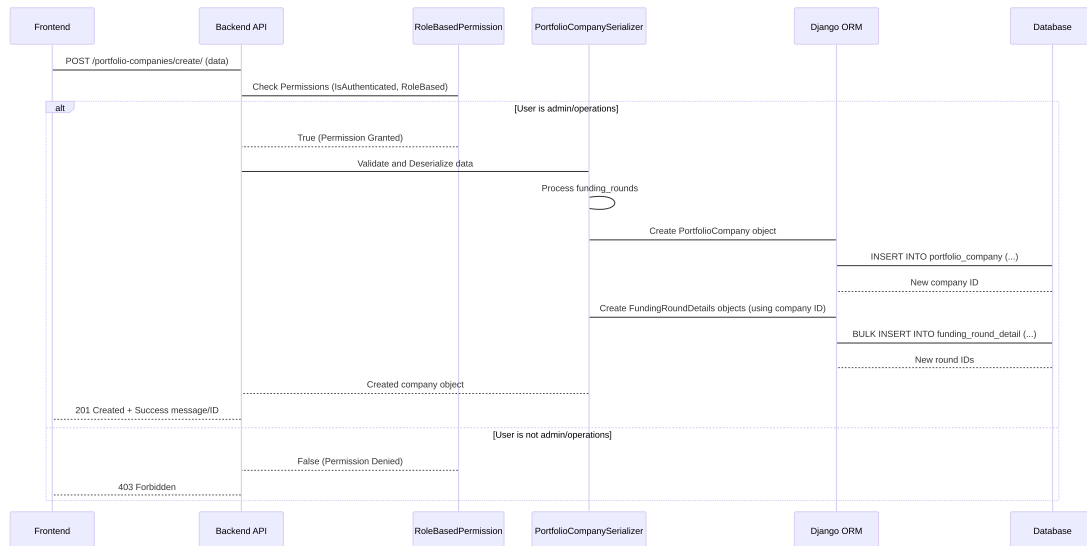 Frontend
Backend API
RoleBasedPermission
PortfolioCompanySerializer
Django ORM
Database
POST /portfolio-companies/create/ (data)
Check Permissions (IsAuthenticated, RoleBased)
alt
[User is admin/operations]
True (Permission Granted)
Validate and Deserialize data
Process funding_rounds
Create PortfolioCompany object
INSERT INTO portfolio_company (...)
New company ID
Create FundingRoundDetails objects (using company ID)
BULK INSERT INTO funding_round_detail (...)
New round IDs
Created company object
201 Created + Success message/ID
[User is not admin/operations]
False (Permission Denied)
403 Forbidden
Frontend
Backend API
RoleBasedPermission
PortfolioCompanySerializer
Django ORM
Database